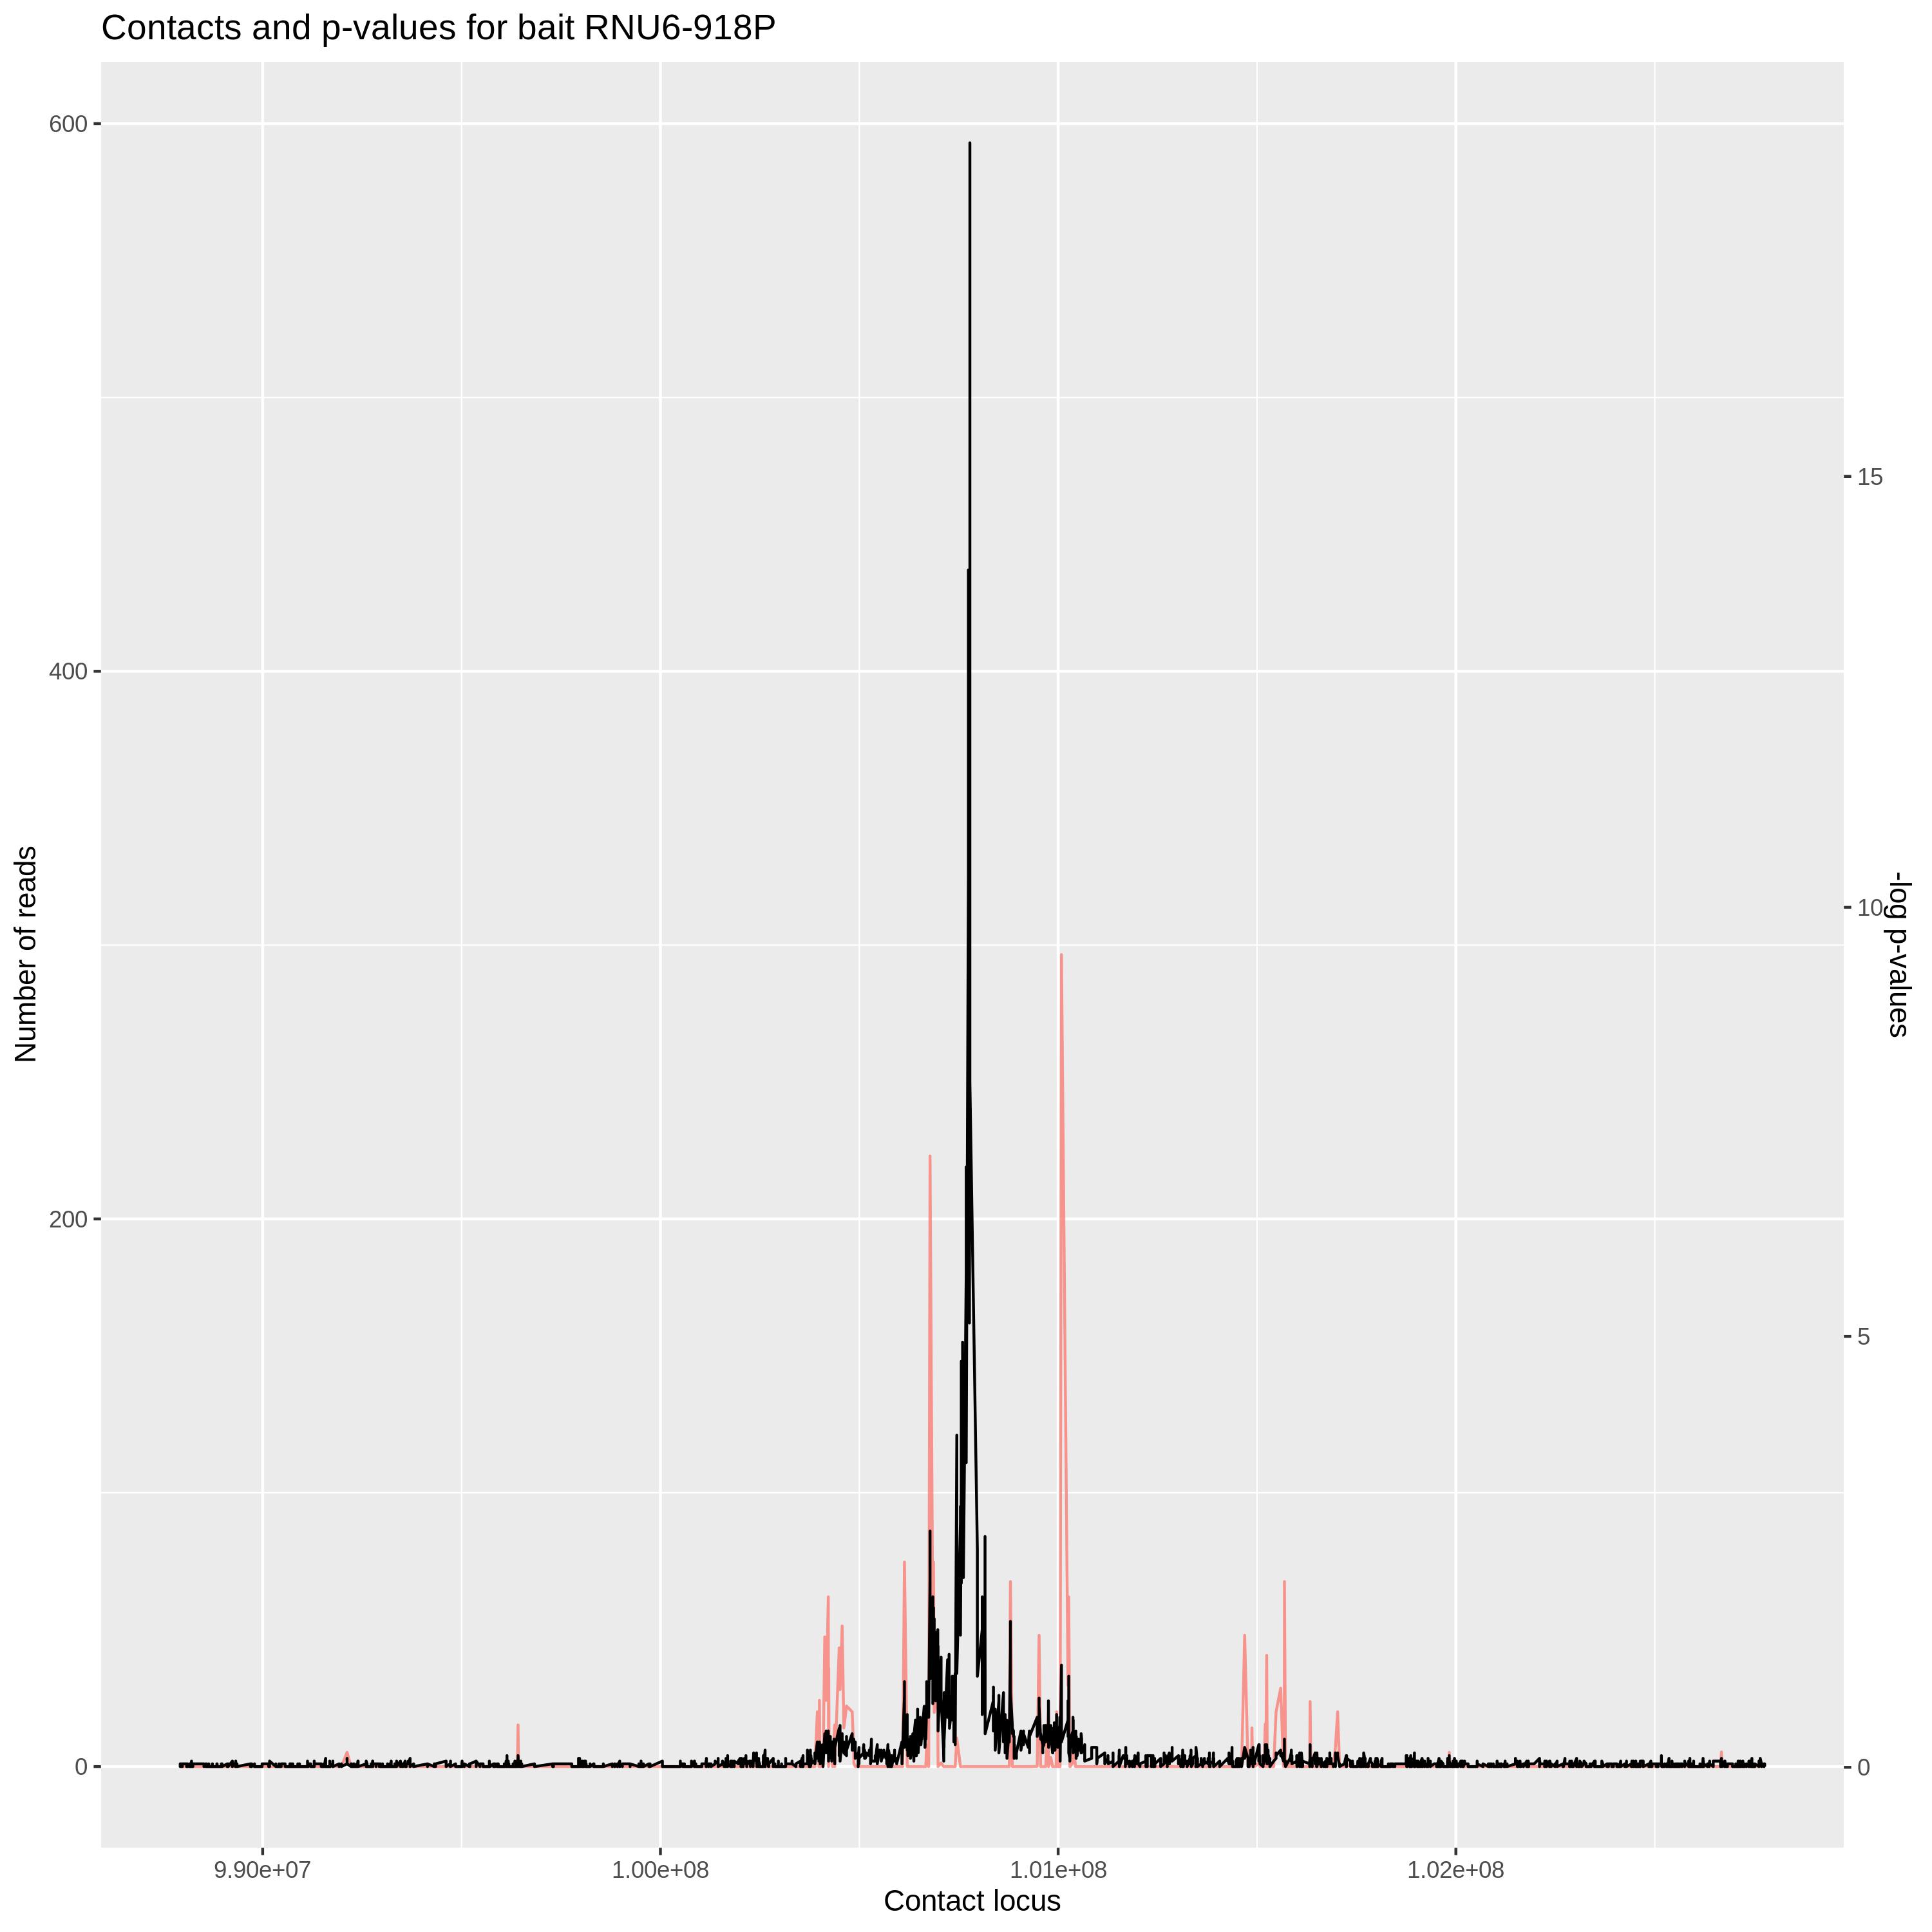 Contacts and p-values for bait RNU6-918P
600
400
200
0
Number of reads
15
10
5
0
-log p-values
9.90e+07
1.00e+08
1.01e+08
1.02e+08
Contact locus